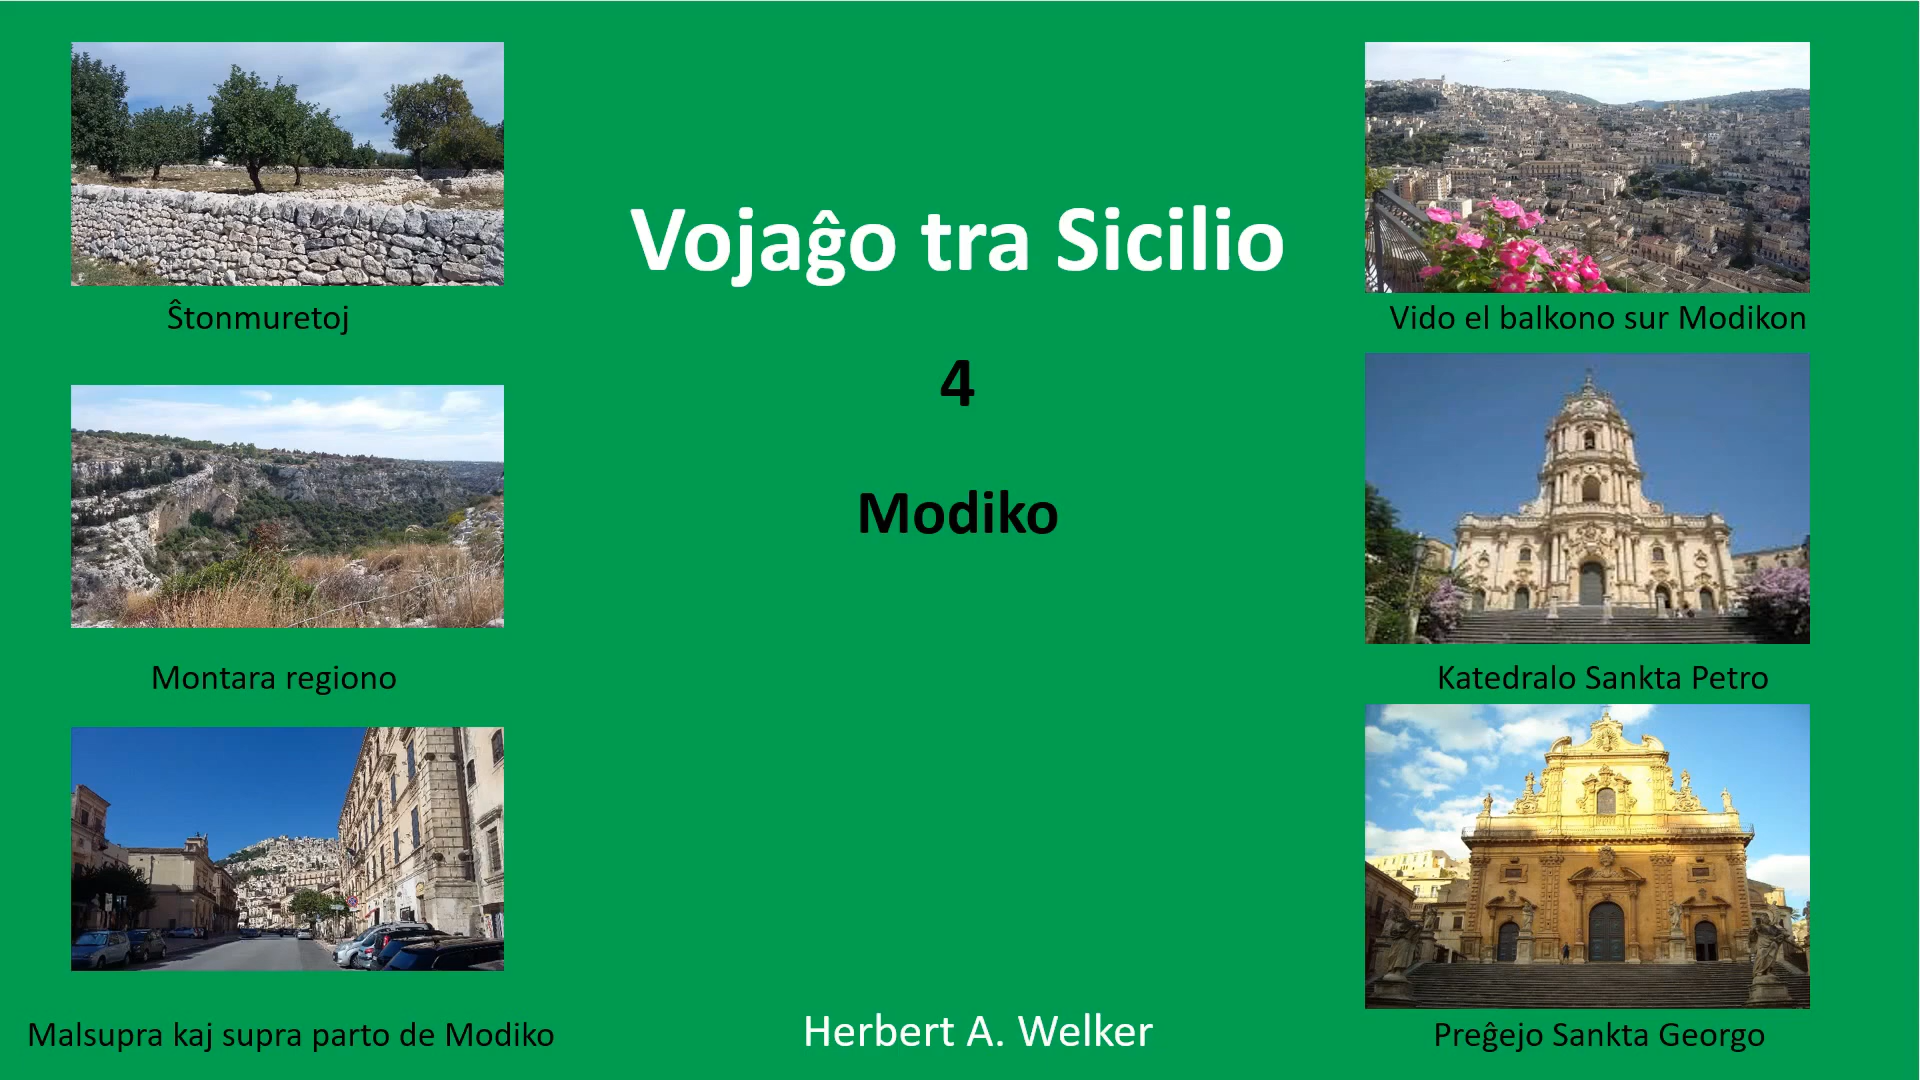 Vojaĝo tra Sicilio
4
Modiko
Ŝtonmuretoj
Montara regiono
Malsupra kaj supra parto de Modiko
Vido el balkono sur Modikon
Katedralo Sankta Petro
Preĝejo Sankta Georgo
Herbert A. Welker